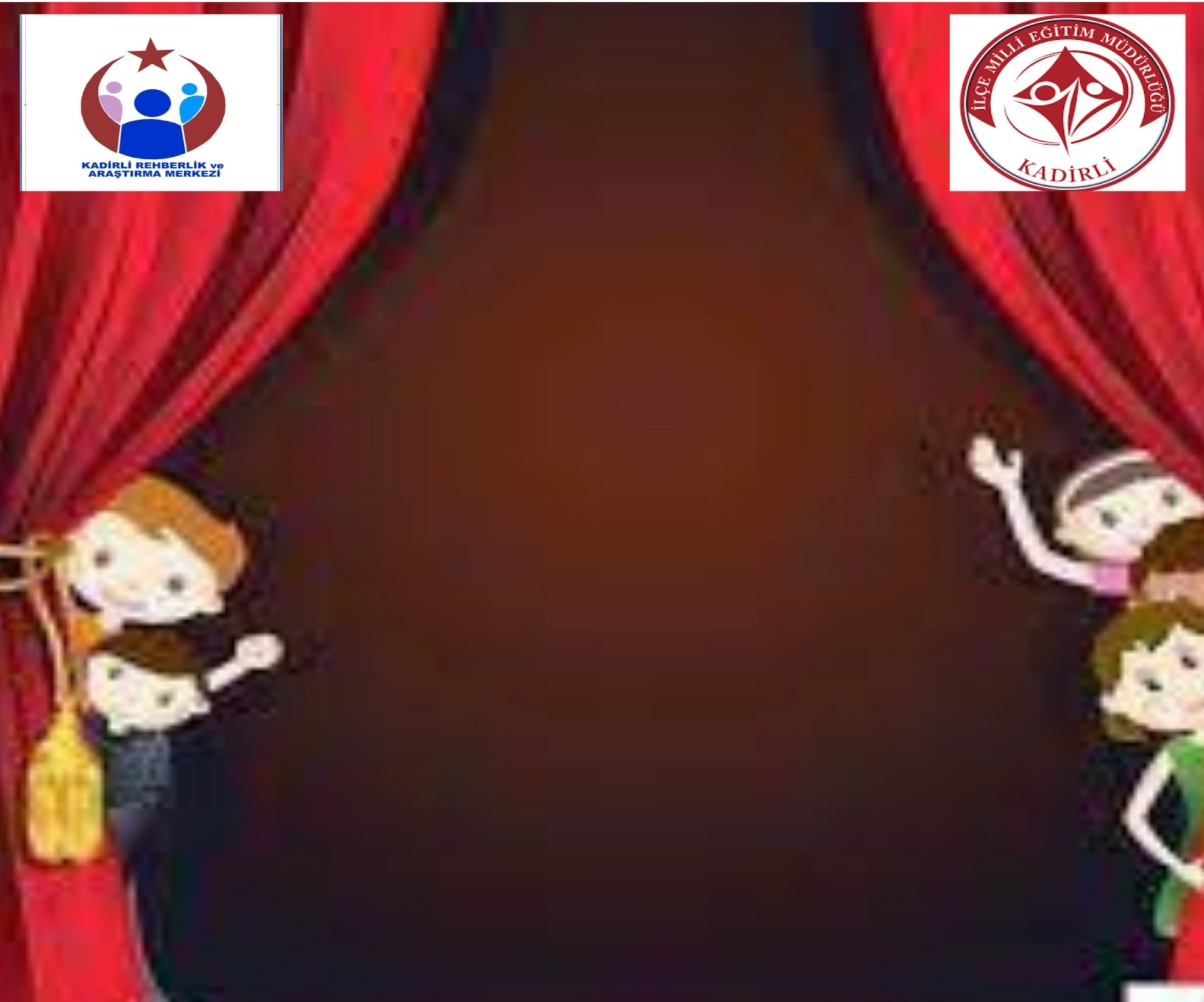 KADİRLİ REHBERLİK ve
ARAŞTIRMA MERKEZİ
İLÇE MİLLİ EĞİTİM MÜDÜRLÜĞÜ
KADİRLİ